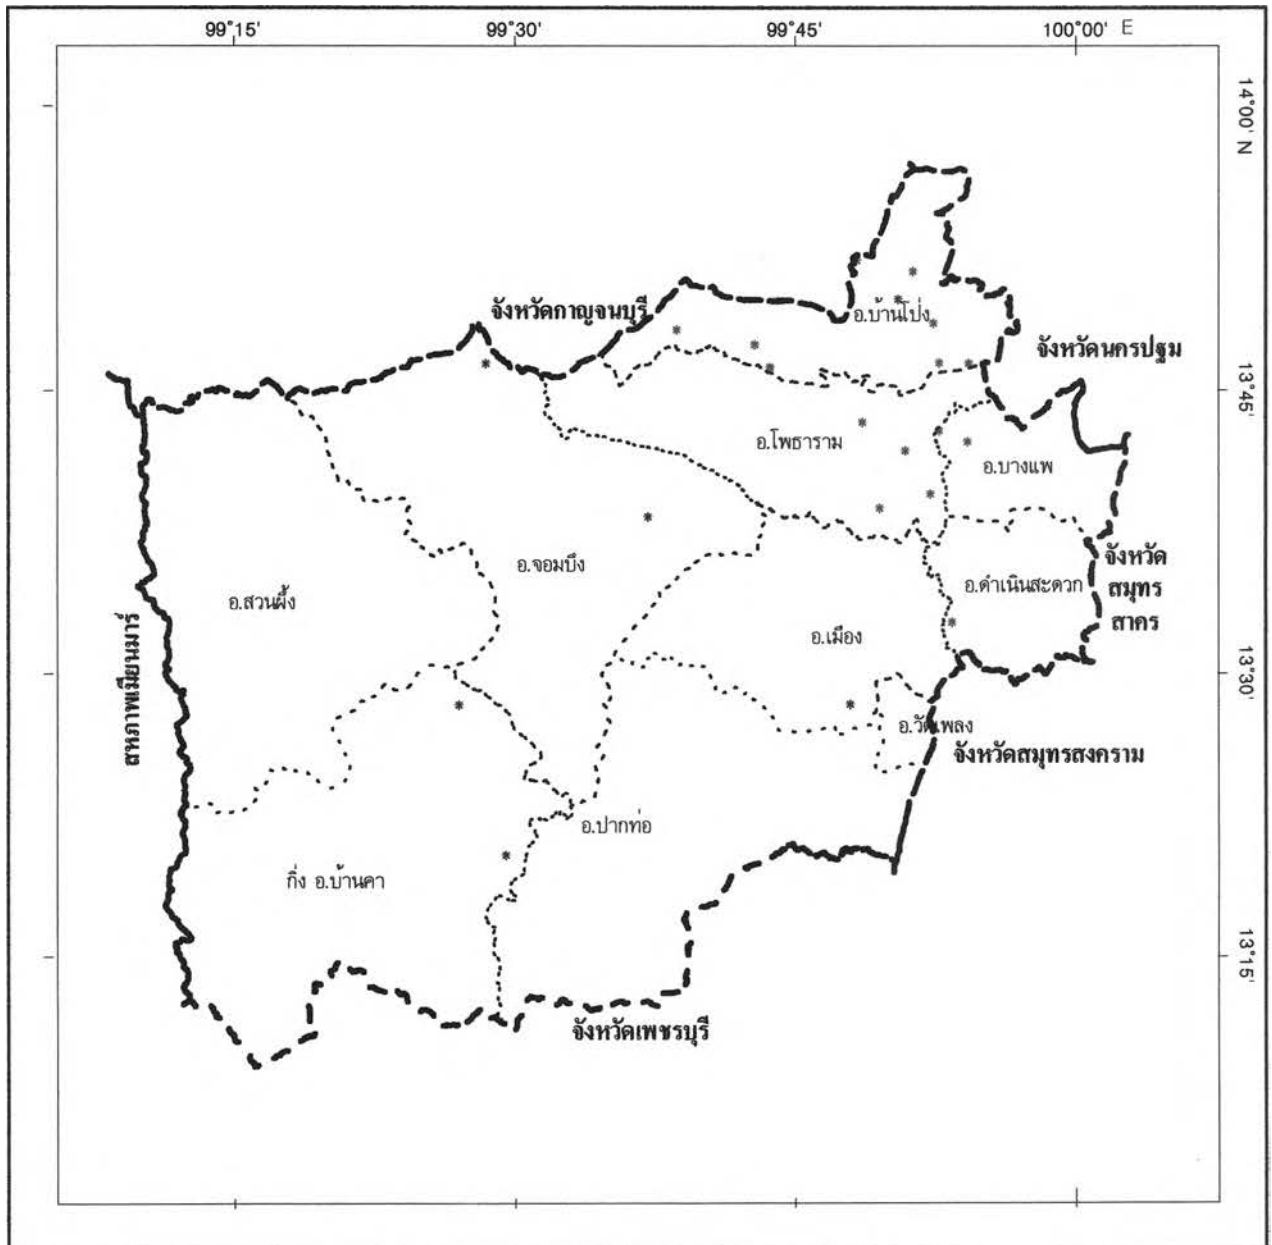 99°15'
99°30'
99°45'
100°00' E
14°00' N
จังหวัดกาญจนบุรี
อ.บ้านโป่ง
จังหวัดนครปฐม
13°45'
อ.โพธาราม
อ.บางแพ
อ.จอมบึง
จังหวัด
สมุทร
สาคร
อ.สวนผึ้ง
อ.ดำเนินสะดวก
อ.เมือง
สหภาพเมียนมาร์
13°30'
อ.วัดเพลง
จังหวัดสมุทรสงคราม
อ.ปากท่อ
กิ่ง อ.บ้านคา
13°15'
จังหวัดเพชรบุรี